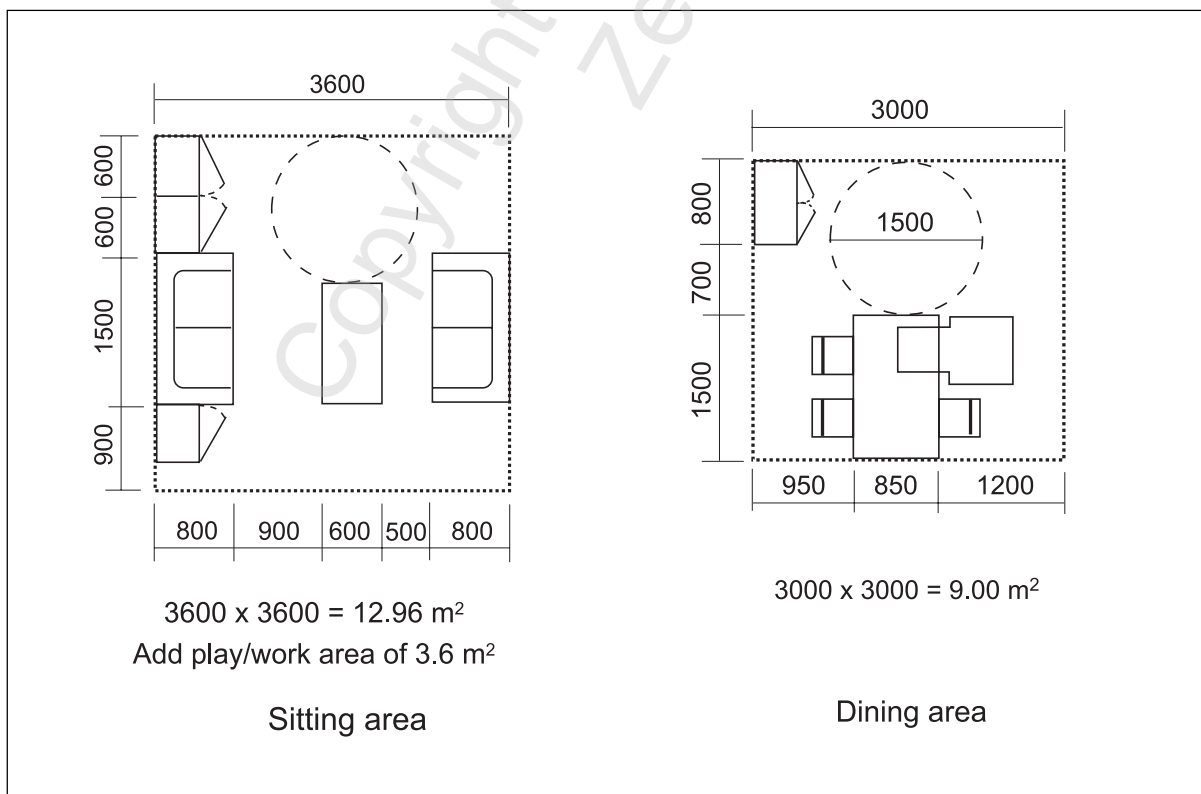 3600
600
600
1500
900
800
900
600
500
800
3600 x 3600 = 12.96 m²
Add play/work area of 3.6 m²
Sitting area
3000
800
700
1500
1500
950
850
1200
3000 x 3000 = 9.00 m²
Dining area
Copyright
Ze